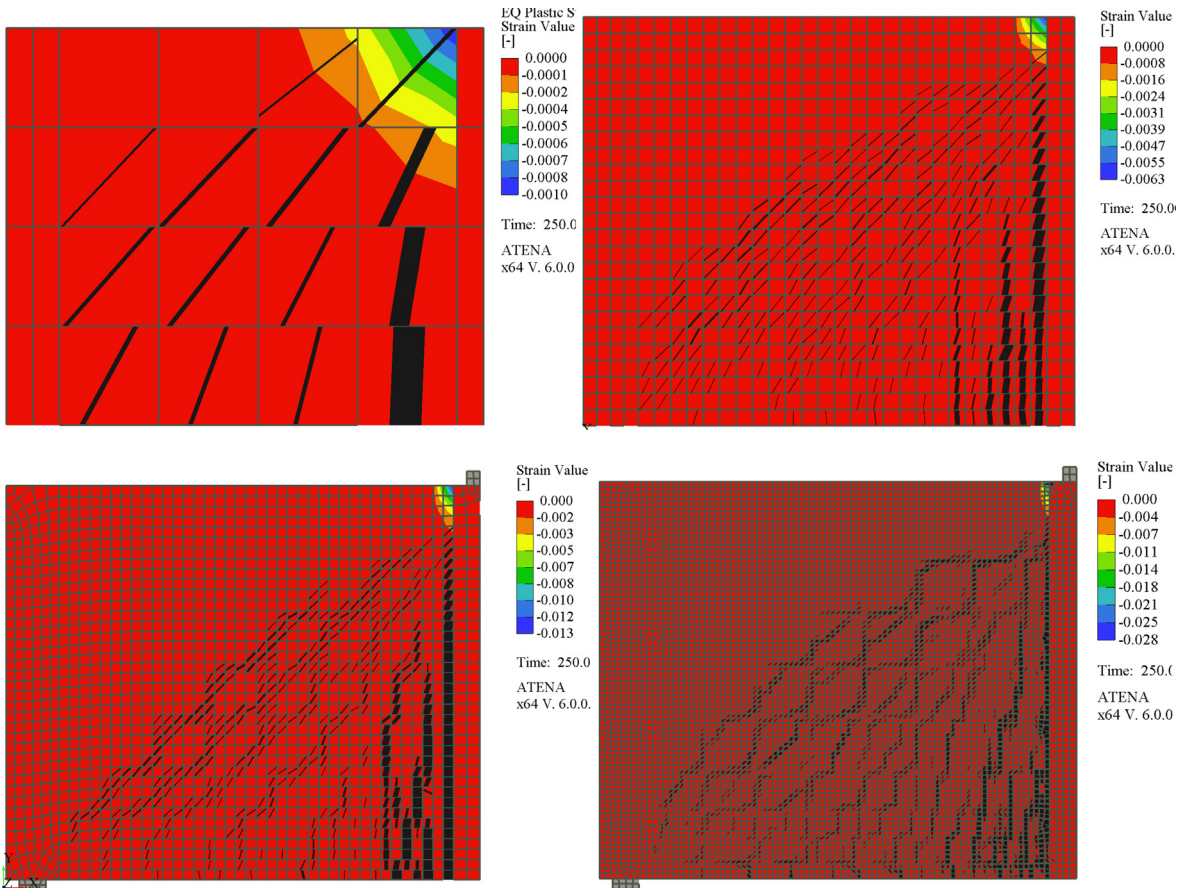 EQ Plastic S
Strain Value
[-]
0.0000
-0.0001
-0.0002
-0.0004
-0.0005
-0.0006
-0.0007
-0.0008
-0.0010
Time: 250.0
ATENA
x64 V. 6.0.0
Strain Value
[-]
0.0000
-0.0008
-0.0016
-0.0024
-0.0031
-0.0039
-0.0047
-0.0055
-0.0063
Time: 250.0
ATENA
x64 V. 6.0.0.
Strain Value
[-]
0.000
-0.002
-0.003
-0.005
-0.007
-0.008
-0.010
-0.012
-0.013
Time: 250.0
ATENA
x64 V. 6.0.0.
Y
Z X
Strain Value
[-]
0.000
-0.004
-0.007
-0.011
-0.014
-0.018
-0.021
-0.025
-0.028
Time: 250.
ATENA
x64 V. 6.0.0